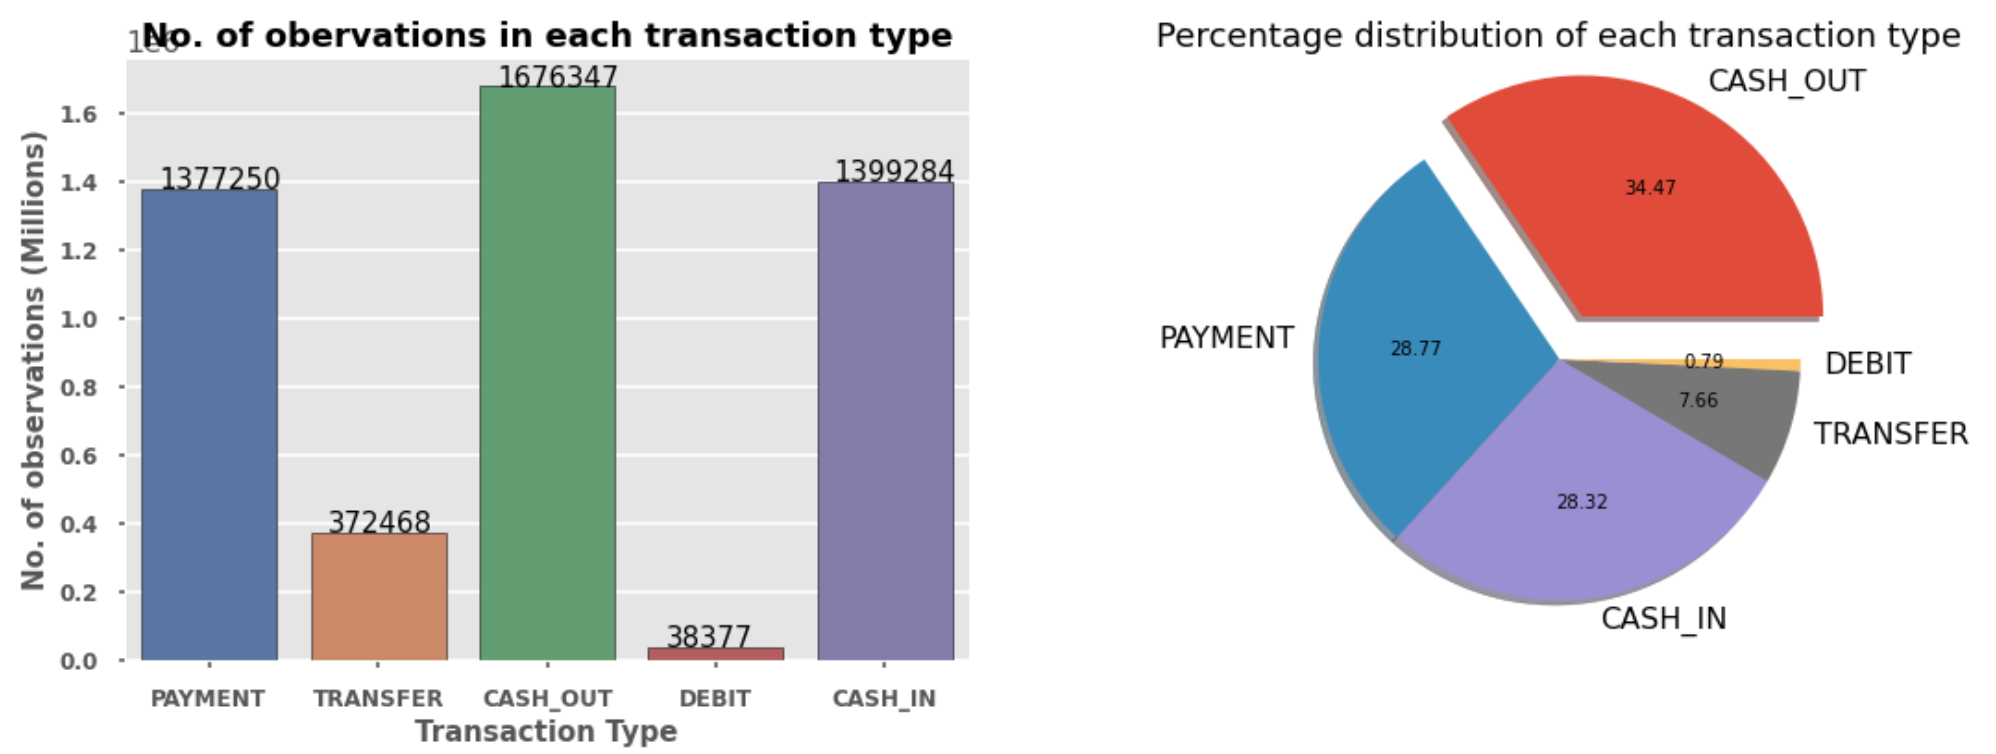 No. of obervations in each transaction type
1e6
No. of observations (Millions)
1.6
1.4
1.2
1.0
0.8
0.6
0.4
0.2
0.0
1377250
372468
1676347
38377
1399284
PAYMENT
TRANSFER
CASH_OUT
DEBIT
CASH_IN
Transaction Type
Percentage distribution of each transaction type
CASH_OUT
34.47
PAYMENT
28.77
0.79
DEBIT
7.66
TRANSFER
28.32
CASH_IN